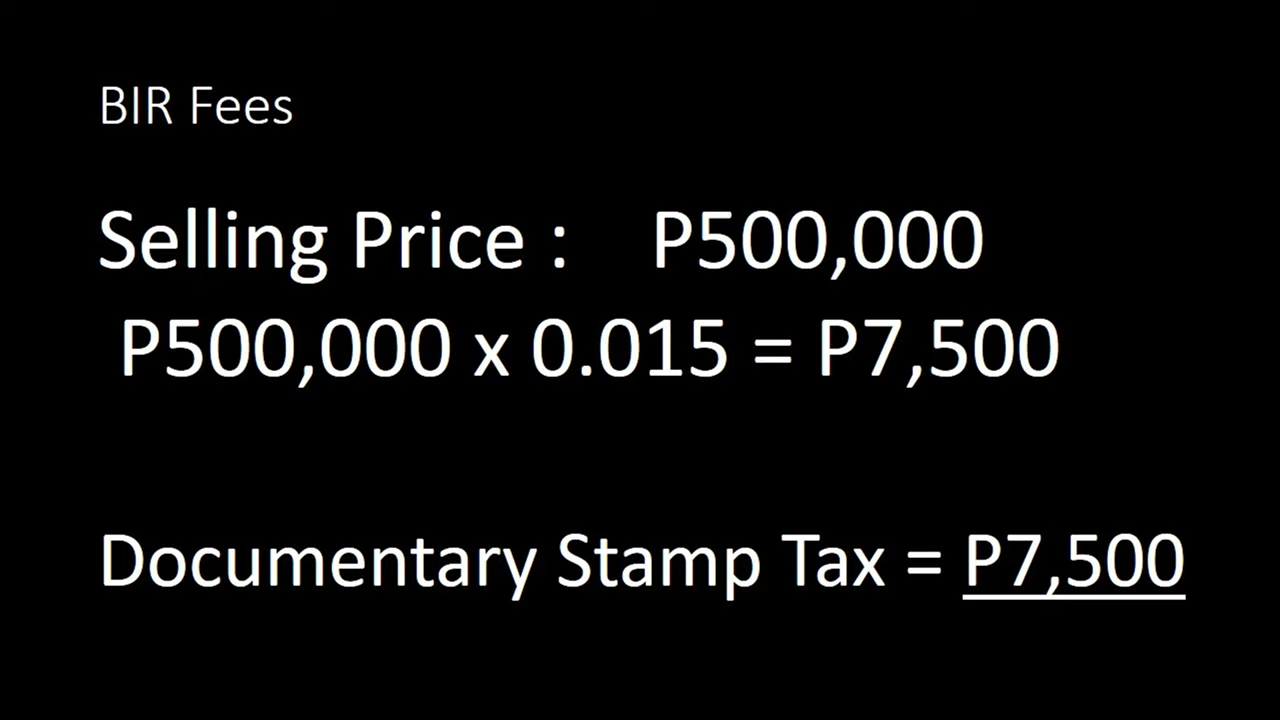 BIR Fees
Selling Price : P500,000
P500,000 x 0.015 = P7,500
Documentary Stamp Tax = P7,500